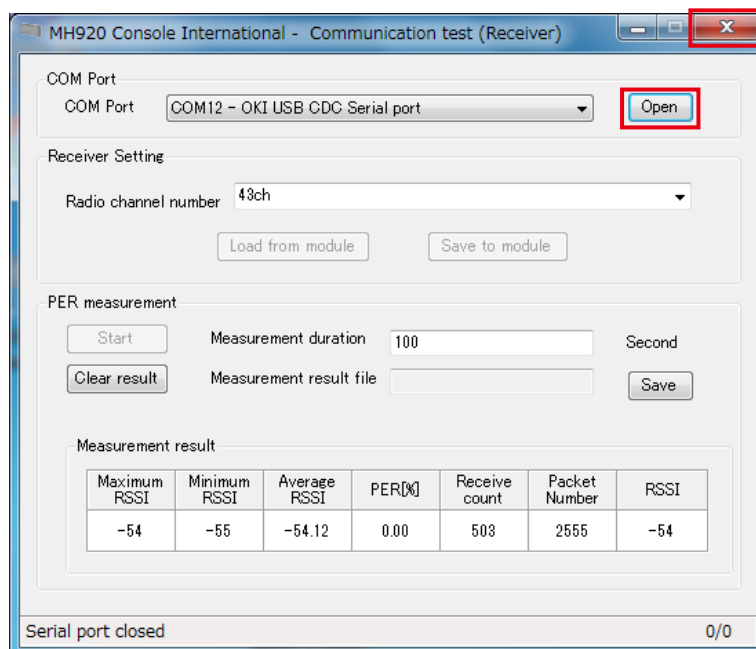 MH920 Console International - Communication test (Receiver)
COM Port
COM Port COM12 - OKI USB CDC Serial port Open
Receiver Setting
Radio channel number 43ch
Load from module Save to module
PER measurement
Start Measurement duration 100 Second
Clear result Measurement result file Save
Measurement result
Maximum RSSI Minimum RSSI Average RSSI PER[%] Receive count Packet Number RSSI
-54 -55 -54.12 0.00 503 2555 -54
Serial port closed 0/0